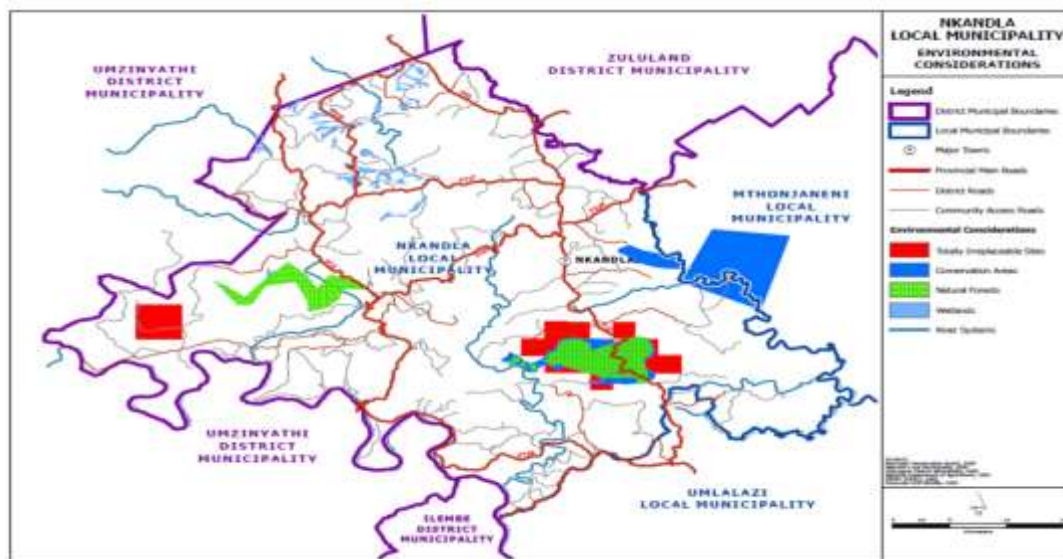 NKANDLA
LOCAL MUNICIPALITY
ENVIRONMENTAL
CONSIDERATIONS
Legend
District Municipal Boundaries
Local Municipal Boundaries
Major Towns
Provincial Main Roads
District Roads
Community Access Roads
Environmental Considerations
Totally Irreplaceable Sites
Conservation Areas
Natural Forests
Wetlands
River Systems
UMZINYATHI
DISTRICT
MUNICIPALITY
ZULULAND
DISTRICT MUNICIPALITY
MTHONJANENI
LOCAL
MUNICIPALITY
NKANDLA
LOCAL
MUNICIPALITY
NKANDLA
UMZINYATHI
DISTRICT
MUNICIPALITY
UMLALAZI
LOCAL MUNICIPALITY
ILEMBE
DISTRICT
MUNICIPALITY